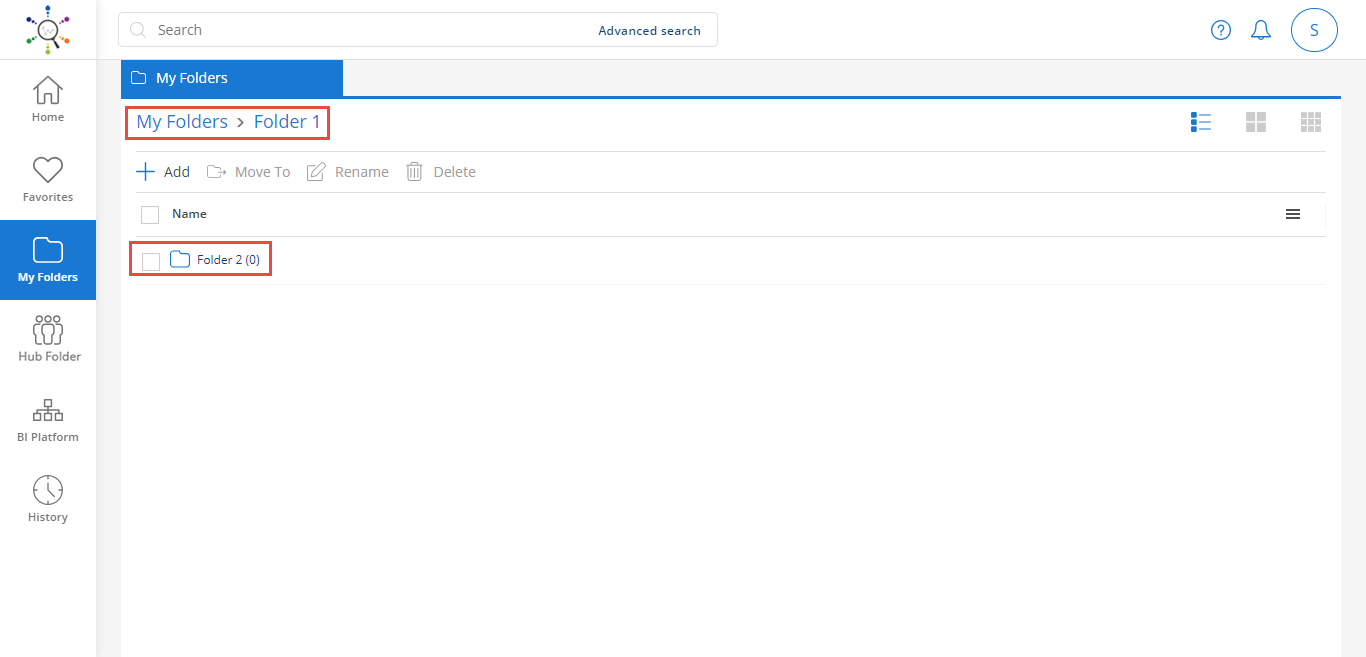 Search
Advanced search
?
S
Home
Favorites
My Folders
Hub Folder
BI Platform
History
My Folders
My Folders > Folder 1
Add Move To Rename Delete
Name
Folder 2 (0)